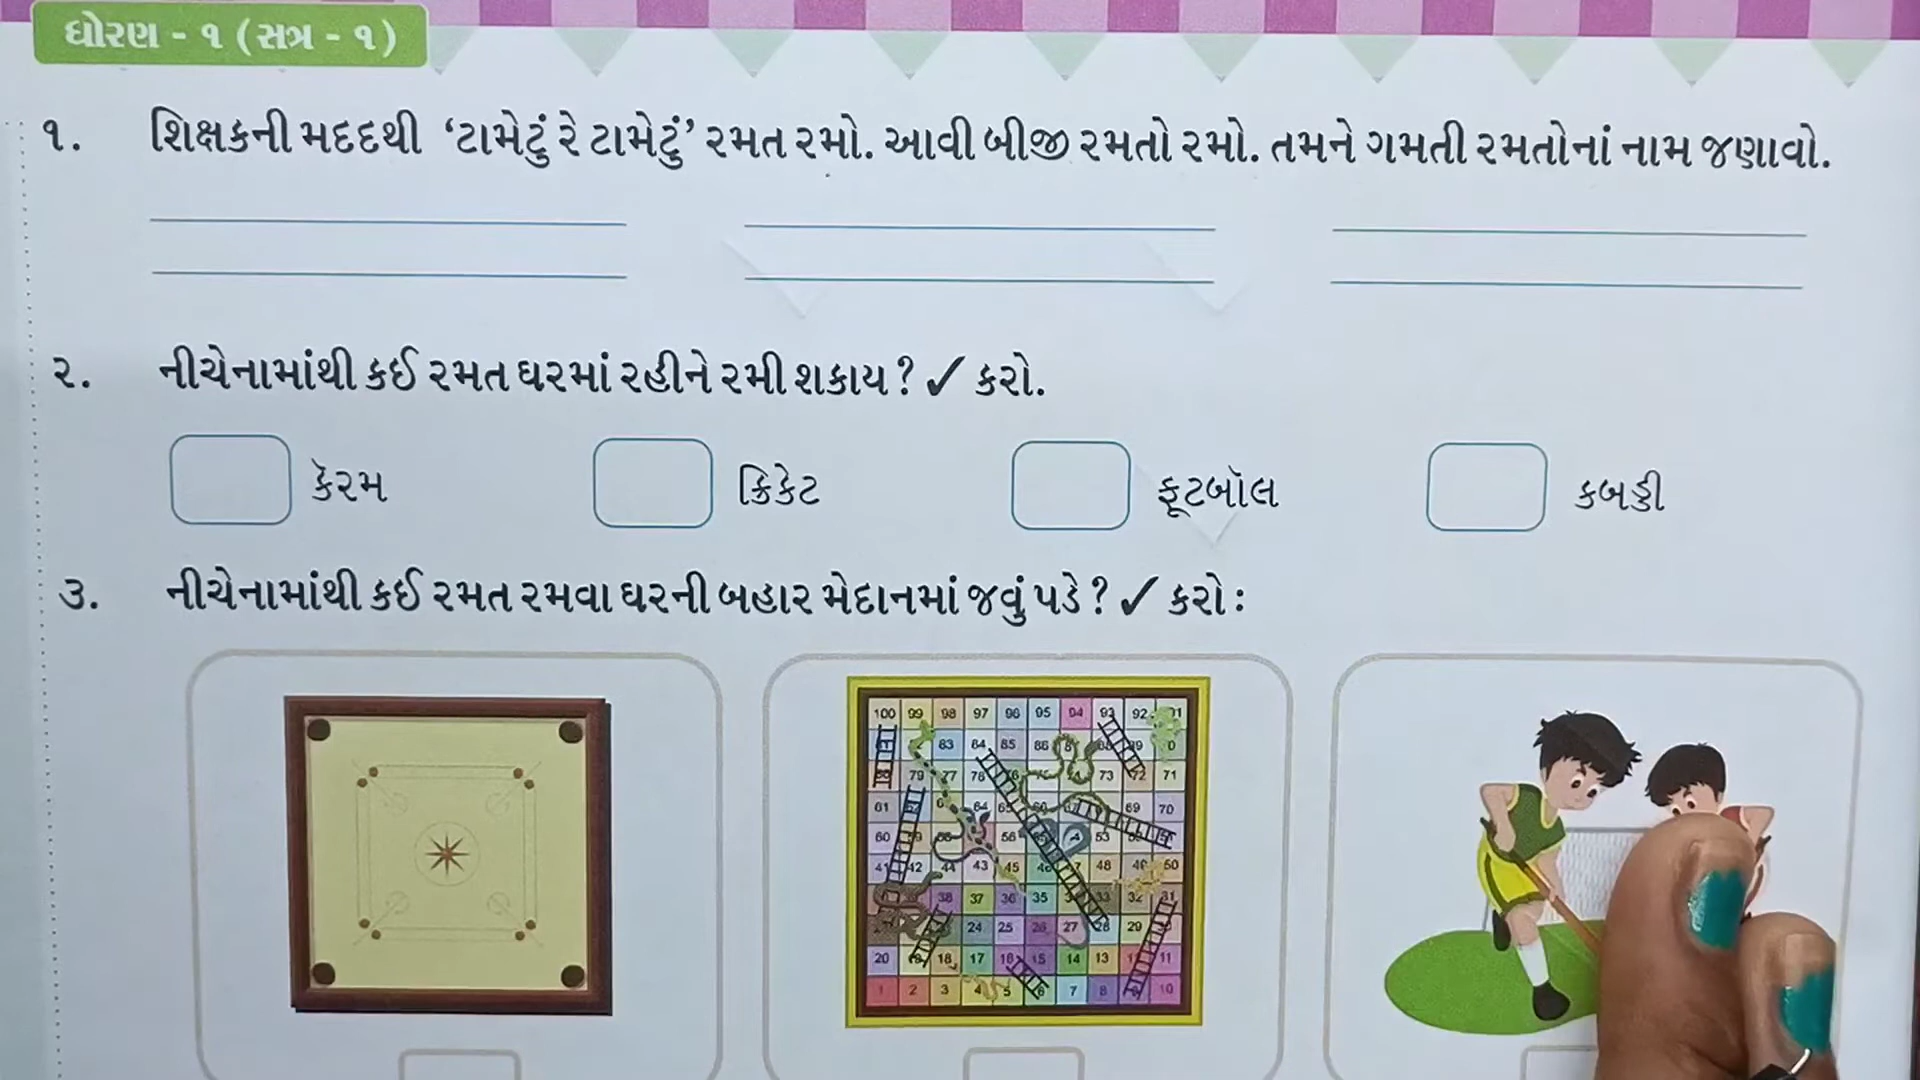 ધોરણ - ૧ ( સત્ર - ૧ )
૧. શિક્ષકની મદદથી ‘ટામેટું રે ટામેટું’ રમત રમો. આવી બીજી રમતો રમો. તમને ગમતી રમતોનાં નામ જણાવો.
૨. નીચેનામાંથી કઈ રમત ઘરમાં રહીને રમી શકાય ? ✓ કરો.
કૅરમ ક્રિકેટ ફૂટબૉલ કબડ્ડી
૩. નીચેનામાંથી કઈ રમત રમવા ઘરની બહાર મેદાનમાં જવું પડે ? ✓ કરો :
100 99 98 97 96 95 94 93 92
83 84 85 86
79 77 73 72 71
61 69 70
60 56 53
42 44 43 45 48 50
38 37 36 35 33 32 31
24 25 26 27 28 29
20 18 17 16 15 14 13 11
1 2 3 4 5 6 7 8 10